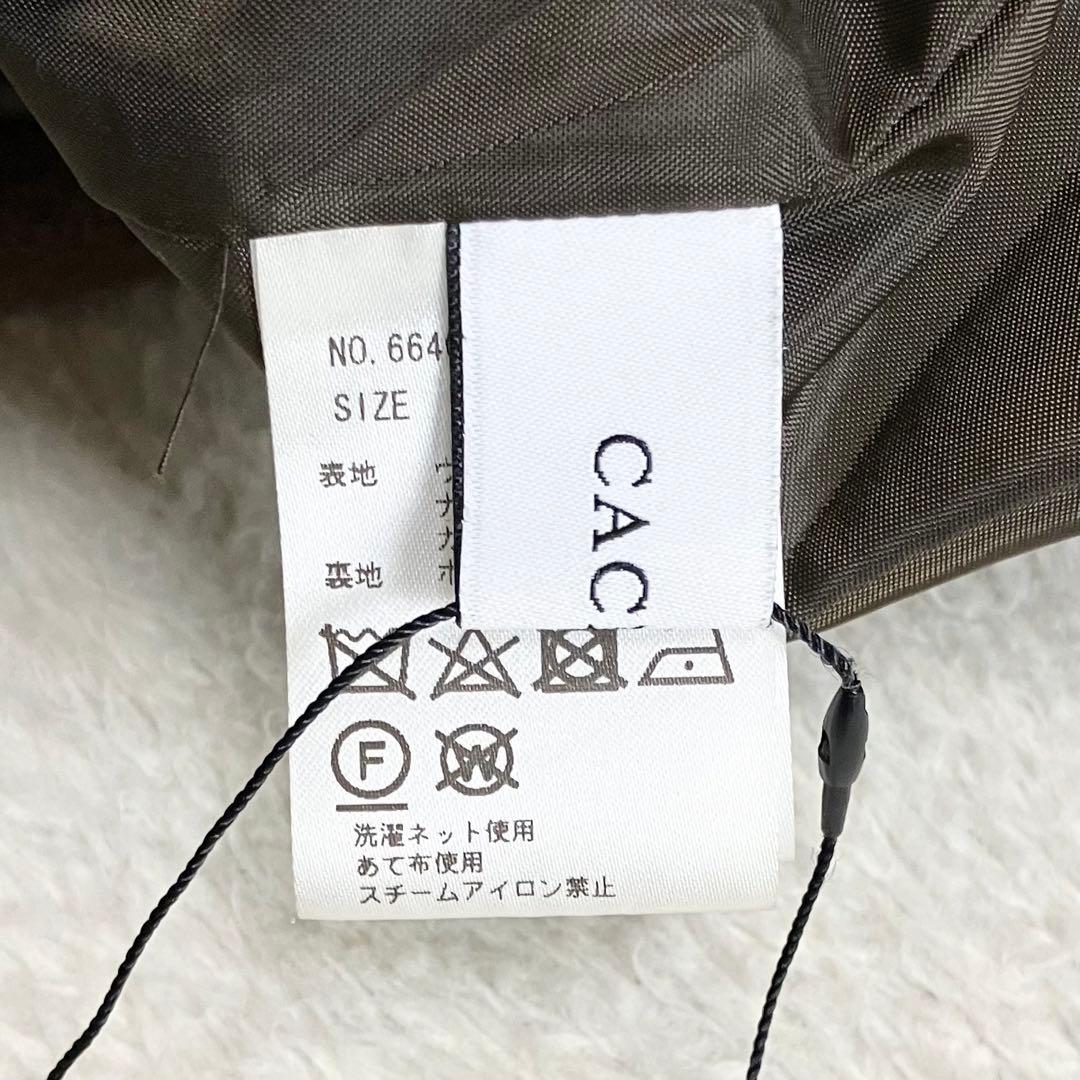 NO. 664
SIZE
表地
裏地
CAC
F
W
洗濯ネット使用
あて布使用
スチームアイロン禁止